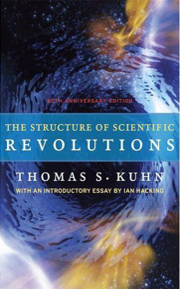 50TH ANNIVERSARY EDITION
THE STRUCTURE OF SCIENTIFIC
REVOLUTIONS
THOMAS S. KUHN
WITH AN INTRODUCTORY ESSAY BY IAN HACKING